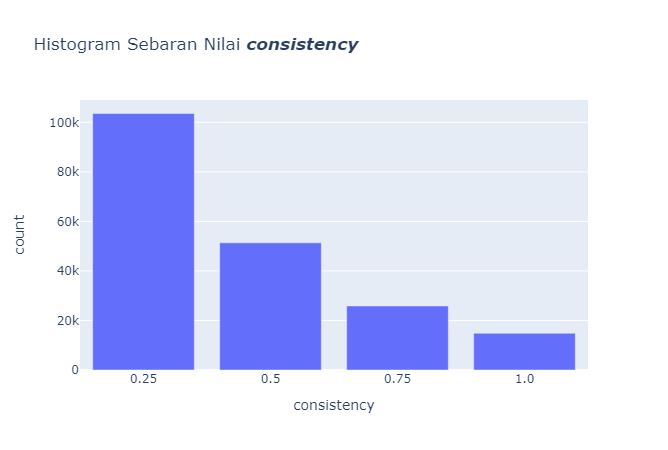 Histogram Sebaran Nilai consistency
100k
80k
60k
40k
20k
0
count
0.25 0.5 0.75 1.0
consistency